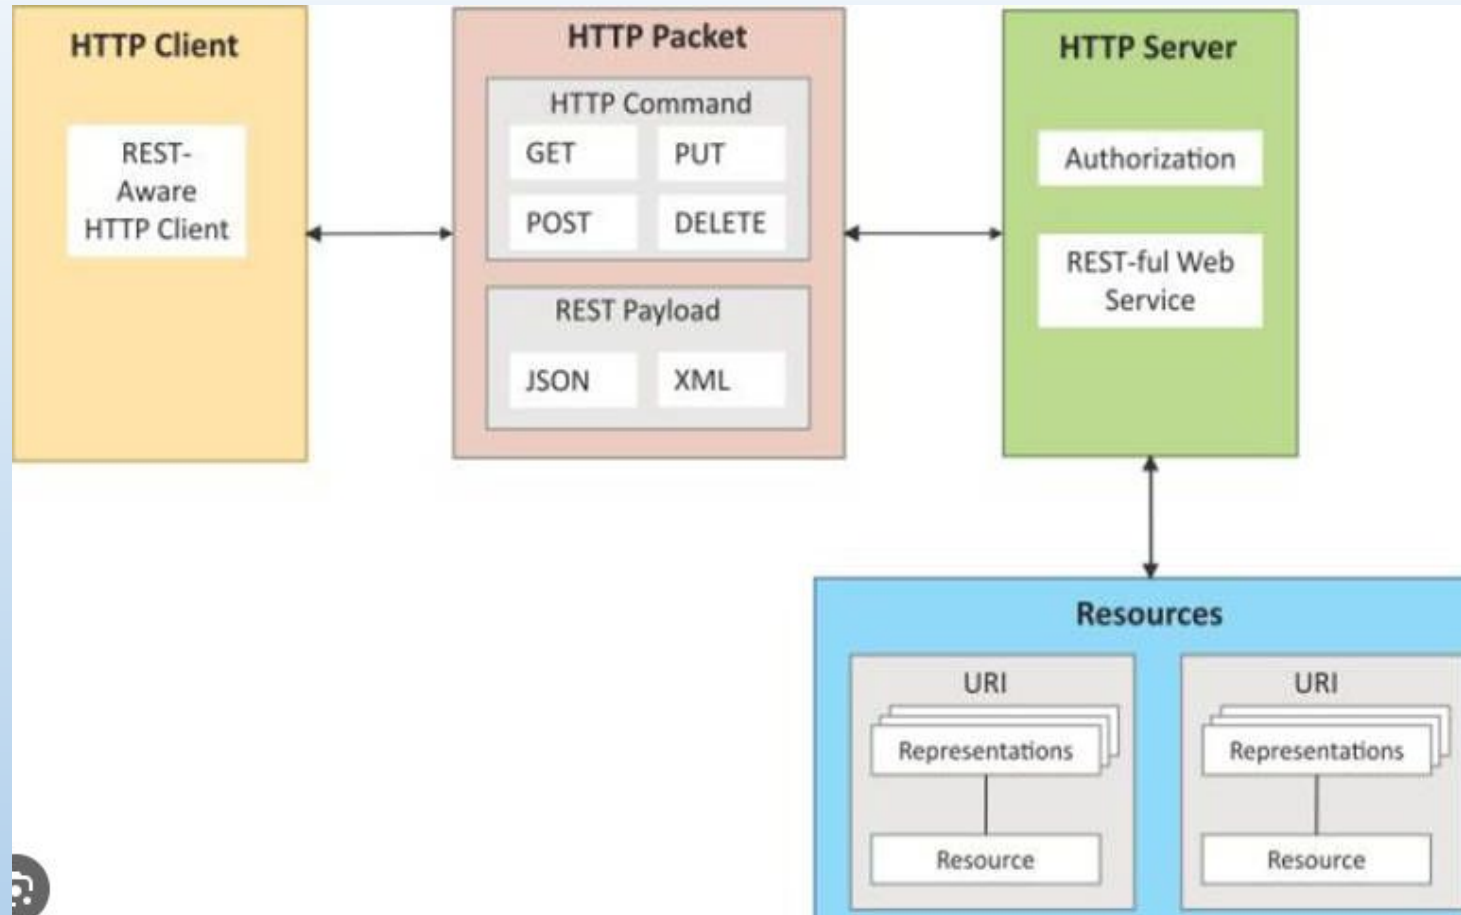 HTTP Client
REST-
Aware
HTTP Client
HTTP Packet
HTTP Command
GET
PUT
POST
DELETE
REST Payload
JSON
XML
HTTP Server
Authorization
REST-ful Web
Service
Resources
URI
Representations
Resource
URI
Representations
Resource